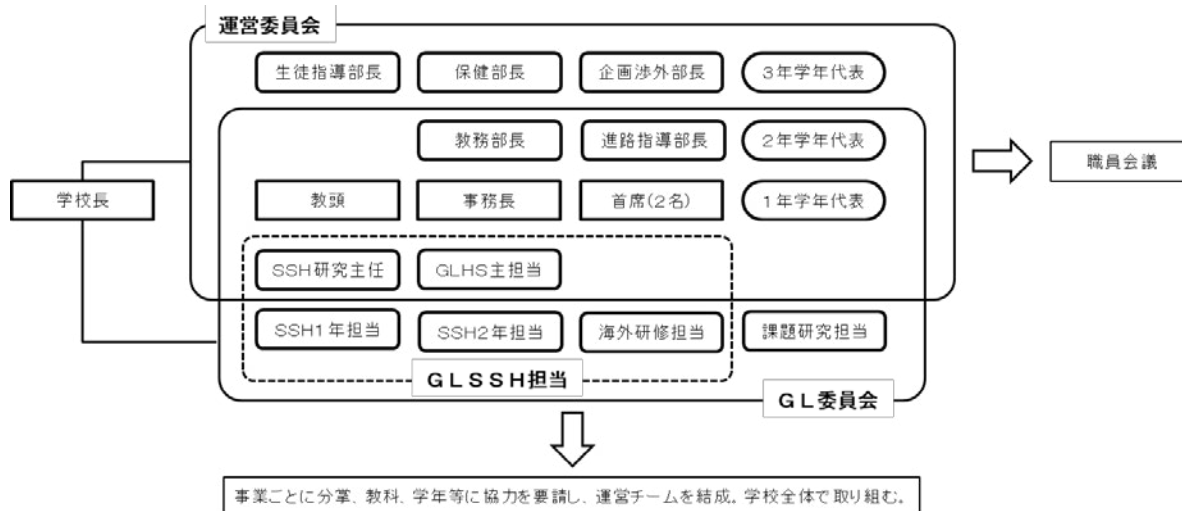 運営委員会
生徒指導部長
保健部長
企画渉外部長
3年学年代表
教務部長
進路指導部長
2年学年代表
職員会議
学校長
教頭
事務長
首席(2名)
1年学年代表
SSH研究主任
GLHS主担当
SSH1年担当
SSH2年担当
海外研修担当
課題研究担当
GLSSH担当
GL委員会
事業ごとに分掌、教科、学年等に協力を要請し、運営チームを結成。学校全体で取り組む。